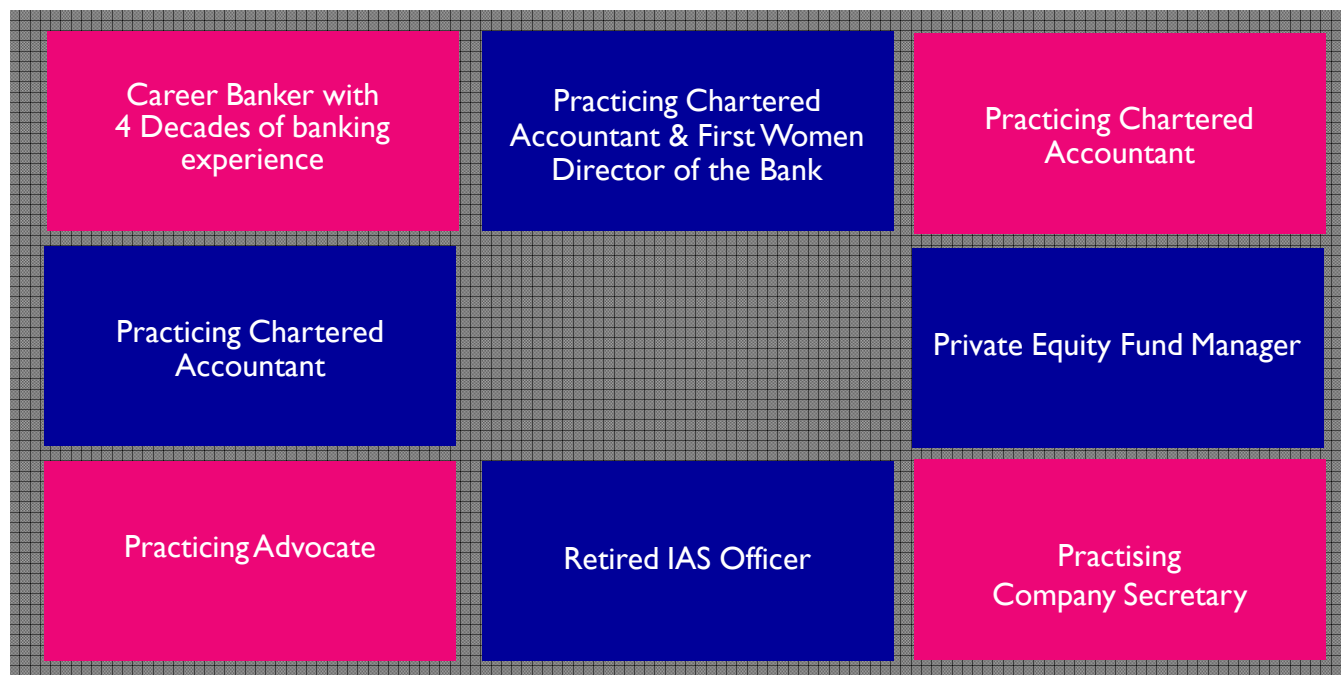 Career Banker with
4 Decades of banking
experience
Practicing Chartered
Accountant & First Women
Director of the Bank
Practicing Chartered
Accountant
Practicing Chartered
Accountant
Private Equity Fund Manager
Practicing Advocate
Retired IAS Officer
Practising
Company Secretary